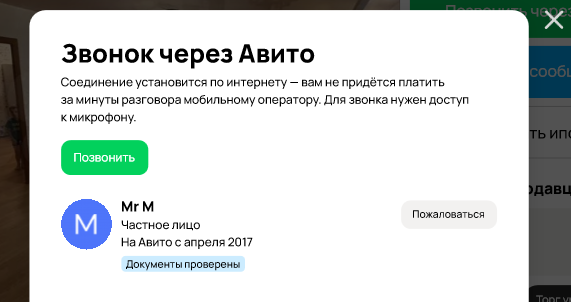 Звонок через Авито
Соединение установится по интернету — вам не придётся платить
за минуты разговора мобильному оператору. Для звонка нужен доступ
к микрофону.
Позвонить
M
Mr M
Частное лицо
На Авито с апреля 2017
Документы проверены
Пожаловаться